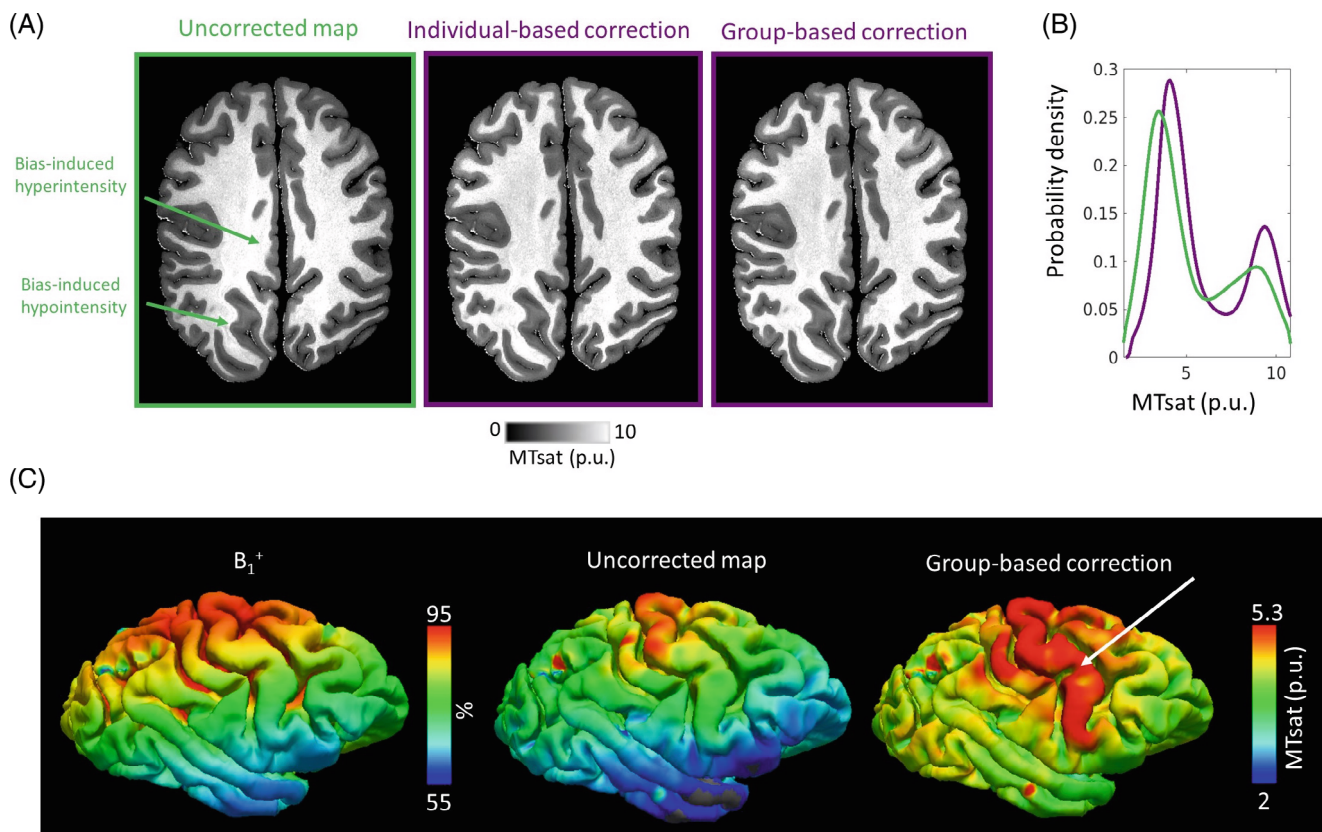 (A)
Uncorrected map
Individual-based correction
Group-based correction
Bias-induced
hyperintensity
Bias-induced
hypointensity
0
10
MTsat (p.u.)
(B)
0.3
0.25
0.2
0.15
0.1
0.05
0
Probability density
5
10
MTsat (p.u.)
(C)
B₁⁺
95
%
55
Uncorrected map
Group-based correction
5.3
MTsat (p.u.)
2